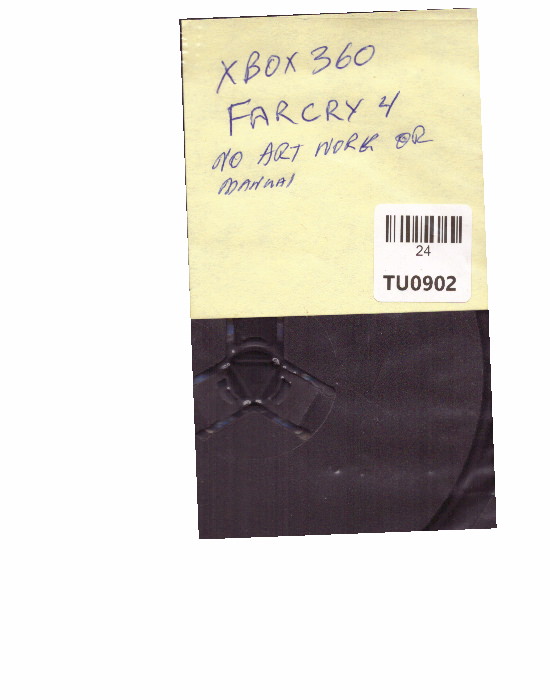 XBOX 360
FARCRY 4
NO ART WORK OR
MANUAL
24
TU0902